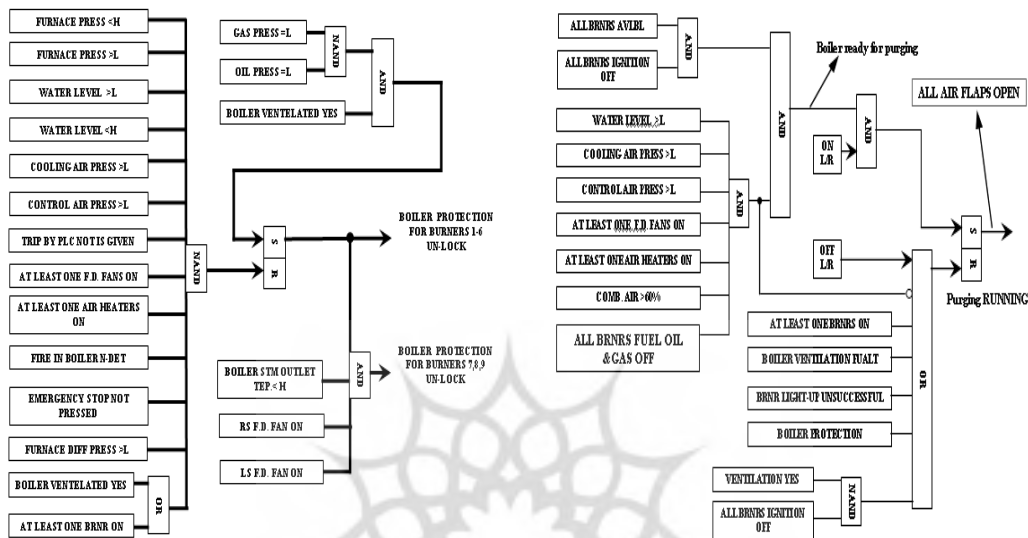 FURNACE PRESS <H
FURNACE PRESS >L
WATER LEVEL >L
WATER LEVEL <H
COOLING AIR PRESS >L
CONTROL AIR PRESS >L
TRIP BY PLC NOT IS GIVEN
AT LEAST ONE F.D. FANS ON
AT LEAST ONE AIR HEATERS
ON
FIRE IN BOILER N-DET
EMERGENCY STOP NOT
PRESSED
FURNACE DIFF PRESS >L
BOILER VENTELATED YES
AT LEAST ONE BRNR ON
OR
NAND
GAS PRESS =L
OIL PRESS =L
NAND
BOILER VENTELATED YES
AND
S
R
BOILER PROTECTION
FOR BURNERS 1-6
UN-LOCK
BOILER STM OUTLET
TEP.< H
RS F.D. FAN ON
LS F.D. FAN ON
AND
BOILER PROTECTION
FOR BURNERS 7,8,9
UN-LOCK
ALL BRNRS AVLBL
ALL BRNRS IGNITION
OFF
AND
WATER LEVEL >L
COOLING AIR PRESS >L
CONTROL AIR PRESS >L
AT LEAST ONE F.D. FANS ON
AT LEAST ONE AIR HEATERS ON
COMB. AIR >60%
ALL BRNRS FUEL OIL
&GAS OFF
AND
AND
Boiler ready for purging
ON
L/R
AND
ALL AIR FLAPS OPEN
S
R
Purging RUNNING
OFF
L/R
AT LEAST ONE BRNRS ON
BOILER VENTILATION FUALT
BRNR LIGHT-UP UNSUCCESSFUL
BOILER PROTECTION
OR
VENTILATION YES
ALL BRNRS IGNITION
OFF
NAND